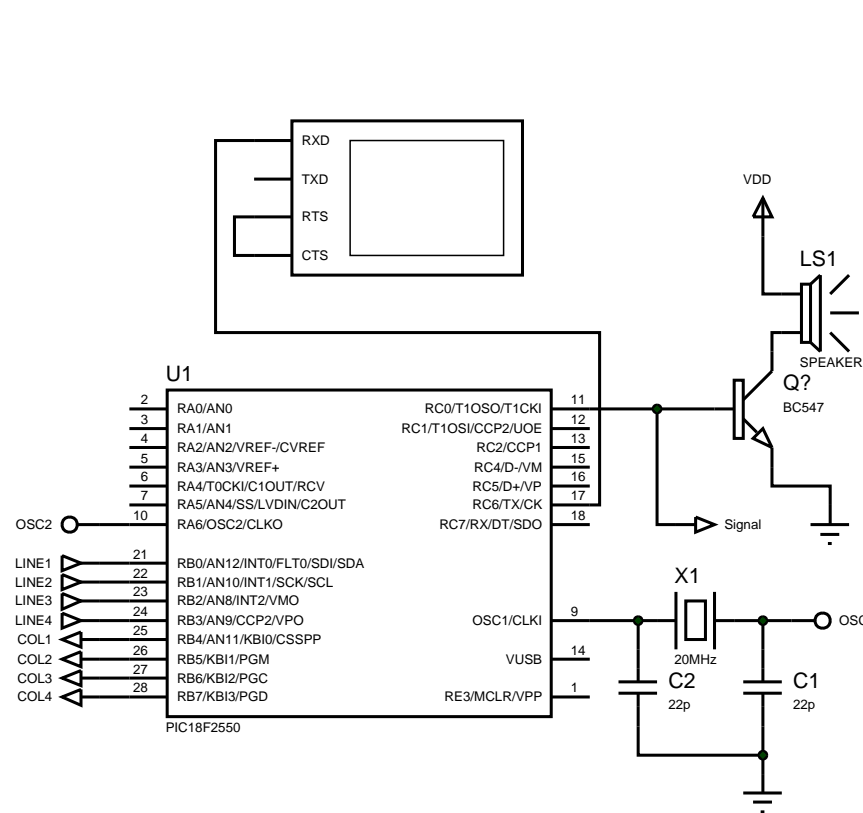 RXD
TXD
RTS
CTS
VDD
LS1
SPEAKER
Q?
BC547
U1
2 RA0/AN0
3 RA1/AN1
4 RA2/AN2/VREF-/CVREF
5 RA3/AN3/VREF+
6 RA4/T0CKI/C1OUT/RCV
7 RA5/AN4/SS/LVDIN/C2OUT
OSC2 10 RA6/OSC2/CLKO
LINE1 21 RB0/AN12/INT0/FLT0/SDI/SDA
LINE2 22 RB1/AN10/INT1/SCK/SCL
LINE3 23 RB2/AN8/INT2/VMO
LINE4 24 RB3/AN9/CCP2/VPO
COL1 25 RB4/AN11/KBI0/CSSPP
COL2 26 RB5/KBI1/PGM
COL3 27 RB6/KBI2/PGC
COL4 28 RB7/KBI3/PGD
RC0/T1OSO/T1CKI 11
RC1/T1OSI/CCP2/UOE 12
RC2/CCP1 13
RC4/D-/VM 15
RC5/D+/VP 16
RC6/TX/CK 17
RC7/RX/DT/SDO 18
OSC1/CLKI 9
VUSB 14
RE3/MCLR/VPP 1
PIC18F2550
Signal
X1
20MHz
C2
22p
C1
22p